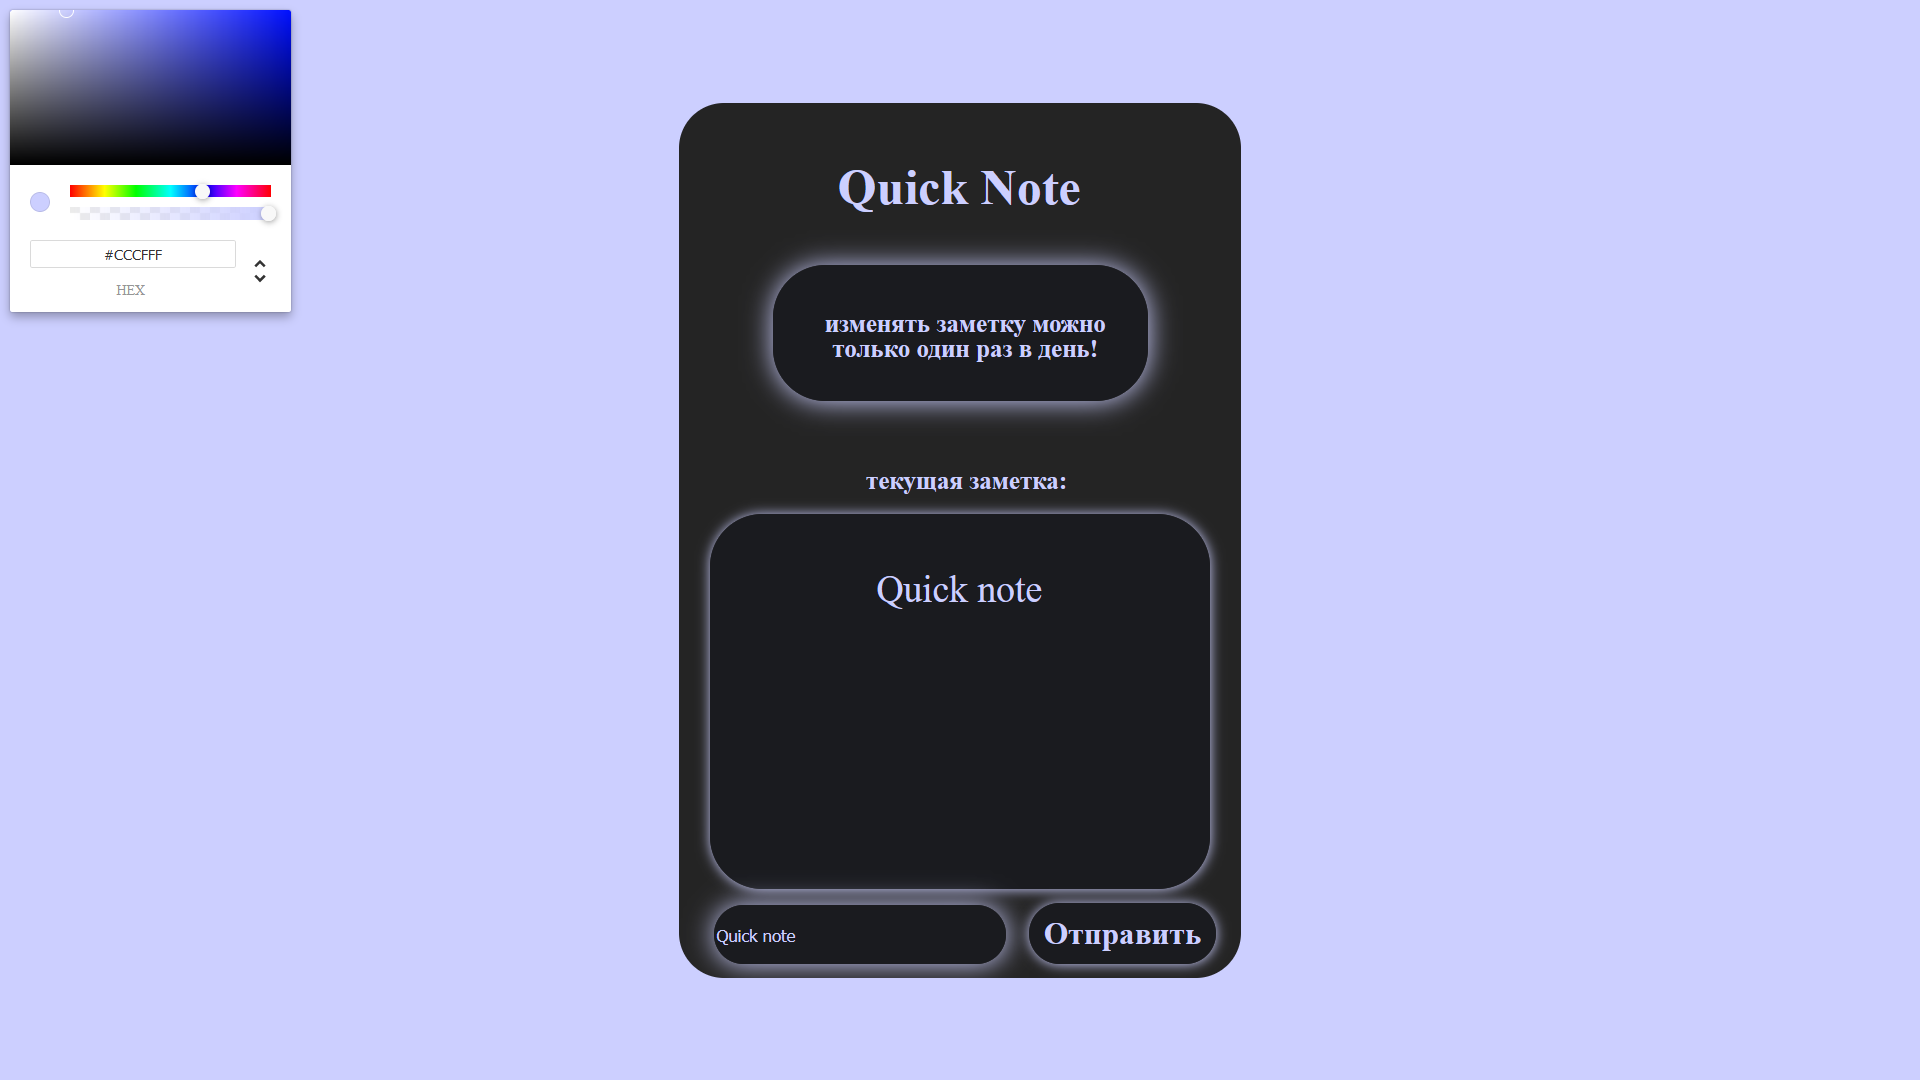 #CCCFFF
HEX
Quick Note
изменять заметку можно
только один раз в день!
текущая заметка:
Quick note
Quick note
Отправить